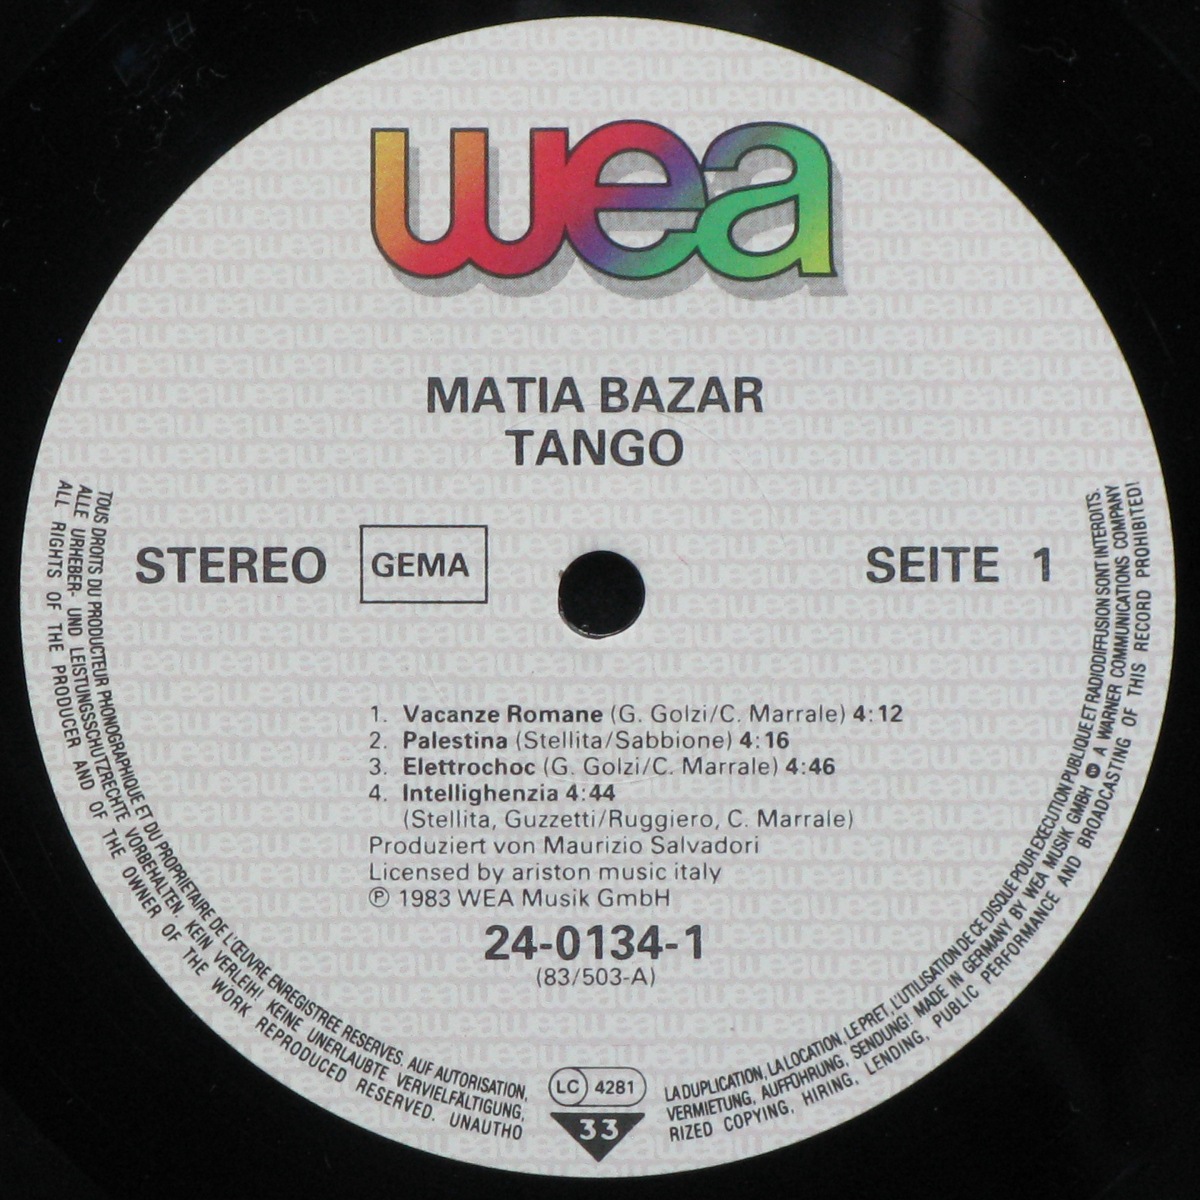 wea
MATIA BAZAR
TANGO
STEREO GEMA SEITE 1
1. Vacanze Romane (G. Golzi/C. Marrale) 4:12
2. Palestina (Stellita/Sabbione) 4:16
3. Elettrochoc (G. Golzi/C. Marrale) 4:46
4. Intellighenzia 4:44
(Stellita, Guzzetti/Ruggiero, C. Marrale)
Produziert von Maurizio Salvadori
Licensed by ariston music italy
Ⓟ 1983 WEA Musik GmbH
24-0134-1
(83/503-A)
LC 4281
33
TOUS DROITS DU PRODUCTEUR PHONOGRAPHIQUE ET DU PROPRIETAIRE DE L'ŒUVRE ENREGISTREE RESERVES. AUF AUTORISATION, LA DUPLICATION, LA LOCATION, LE PRET, L'UTILISATION DE CE DISQUE POUR EXECUTION PUBLIQUE ET RADIODIFFUSION SONT INTERDITS.
ALLE URHEBER- UND LEISTUNGSSCHUTZRECHTE VORBEHALTEN. KEIN VERLEIH! KEINE UNERLAUBTE VERVIELFÄLTIGUNG, VERMIETUNG, AUFFÜHRUNG, SENDUNG! MADE IN GERMANY BY WEA MUSIK GMBH A WARNER COMMUNICATIONS COMPANY
ALL RIGHTS OF THE PRODUCER AND OF THE OWNER OF THE WORK REPRODUCED RESERVED. UNAUTHO RIZED COPYING, HIRING, LENDING, PUBLIC PERFORMANCE AND BROADCASTING OF THIS RECORD PROHIBITED!